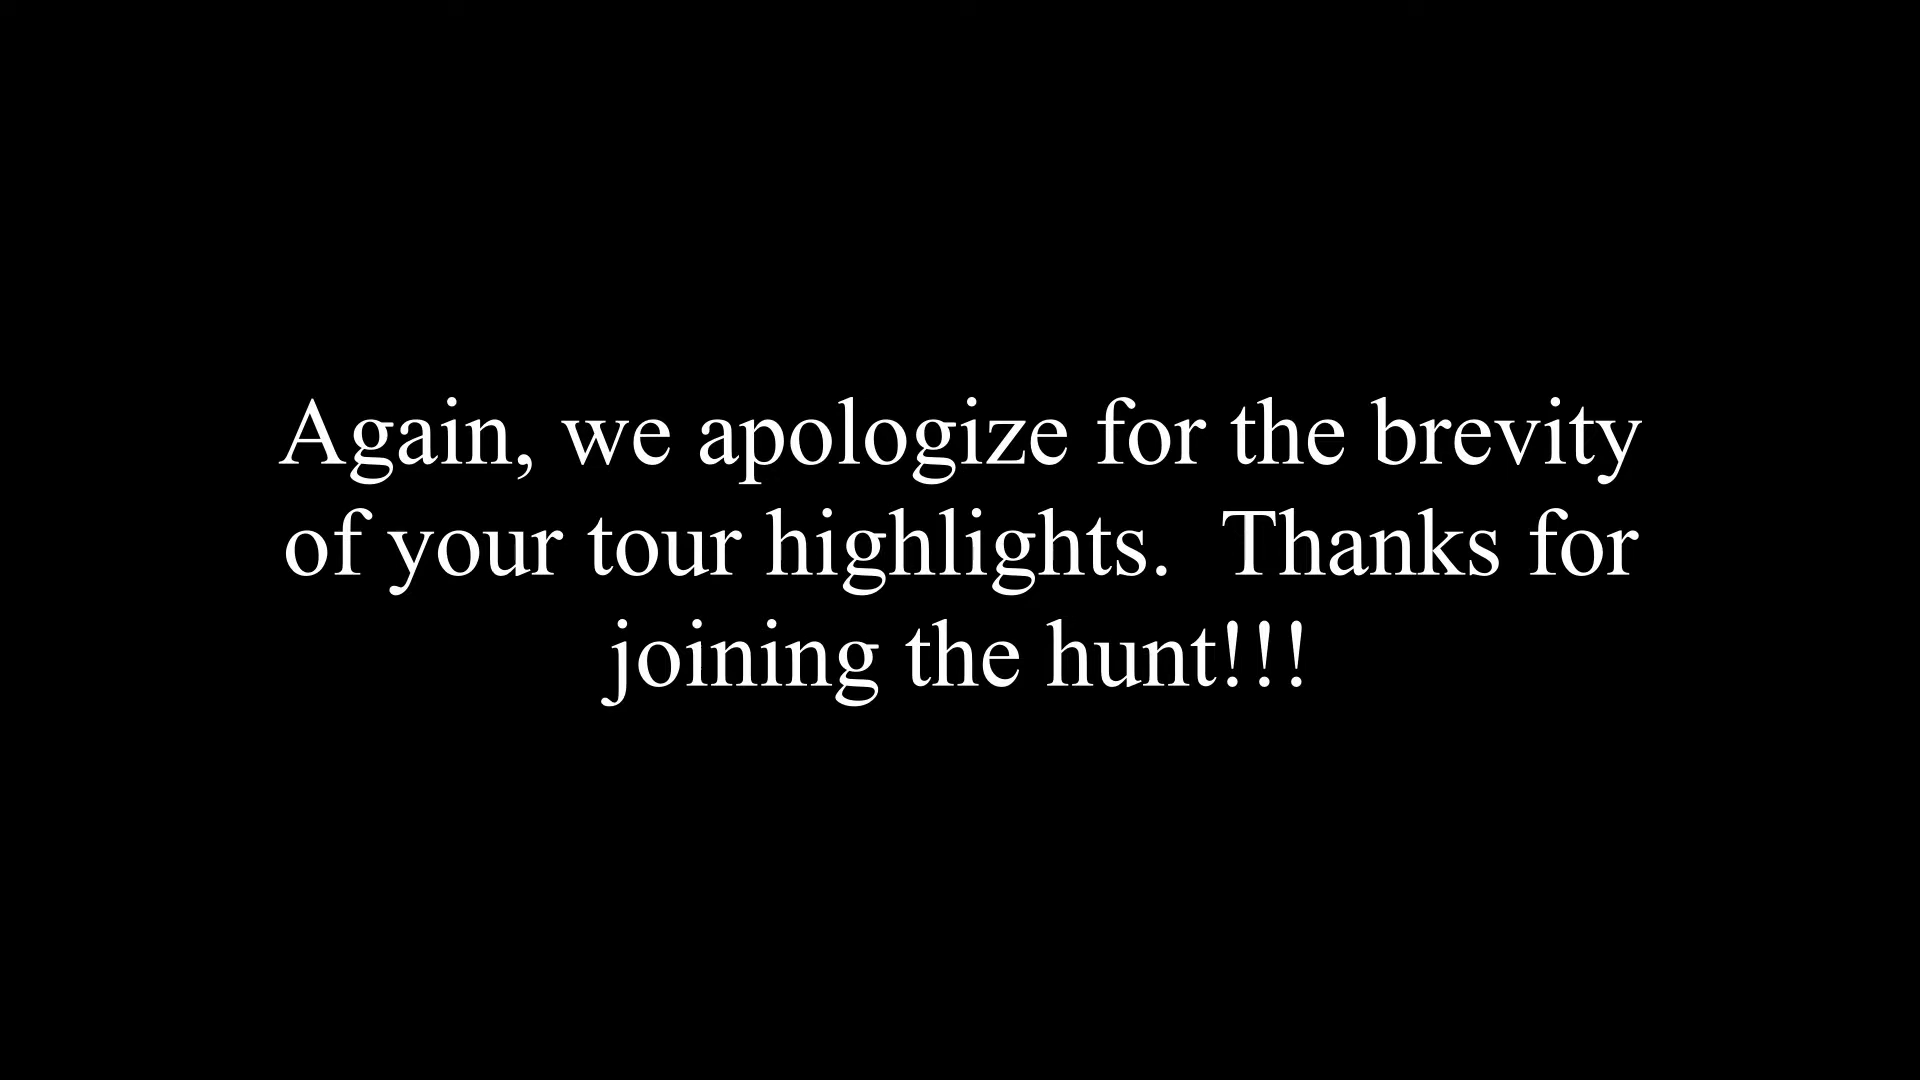 Again, we apologize for the brevity
of your tour highlights.  Thanks for
joining the hunt!!!